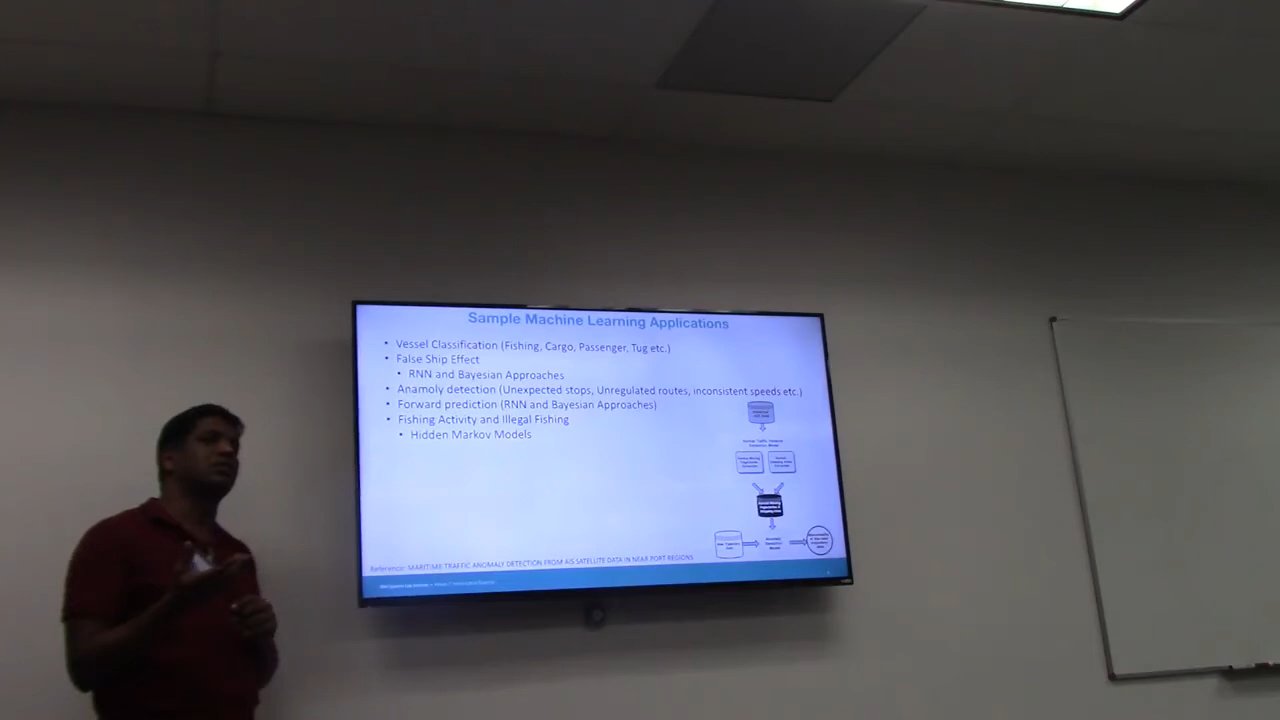 Sample Machine Learning Applications
• Vessel Classification (Fishing, Cargo, Passenger, Tug etc.)
• False Ship Effect
• RNN and Bayesian Approaches
• Anamoly detection (Unexpected stops, Unregulated routes, inconsistent speeds etc.)
• Forward prediction (RNN and Bayesian Approaches)
• Fishing Activity and Illegal Fishing
• Hidden Markov Models
Reference: MARITIME TRAFFIC ANOMALY DETECTION FROM AIS SATELLITE DATA IN NEAR PORT REGIONS